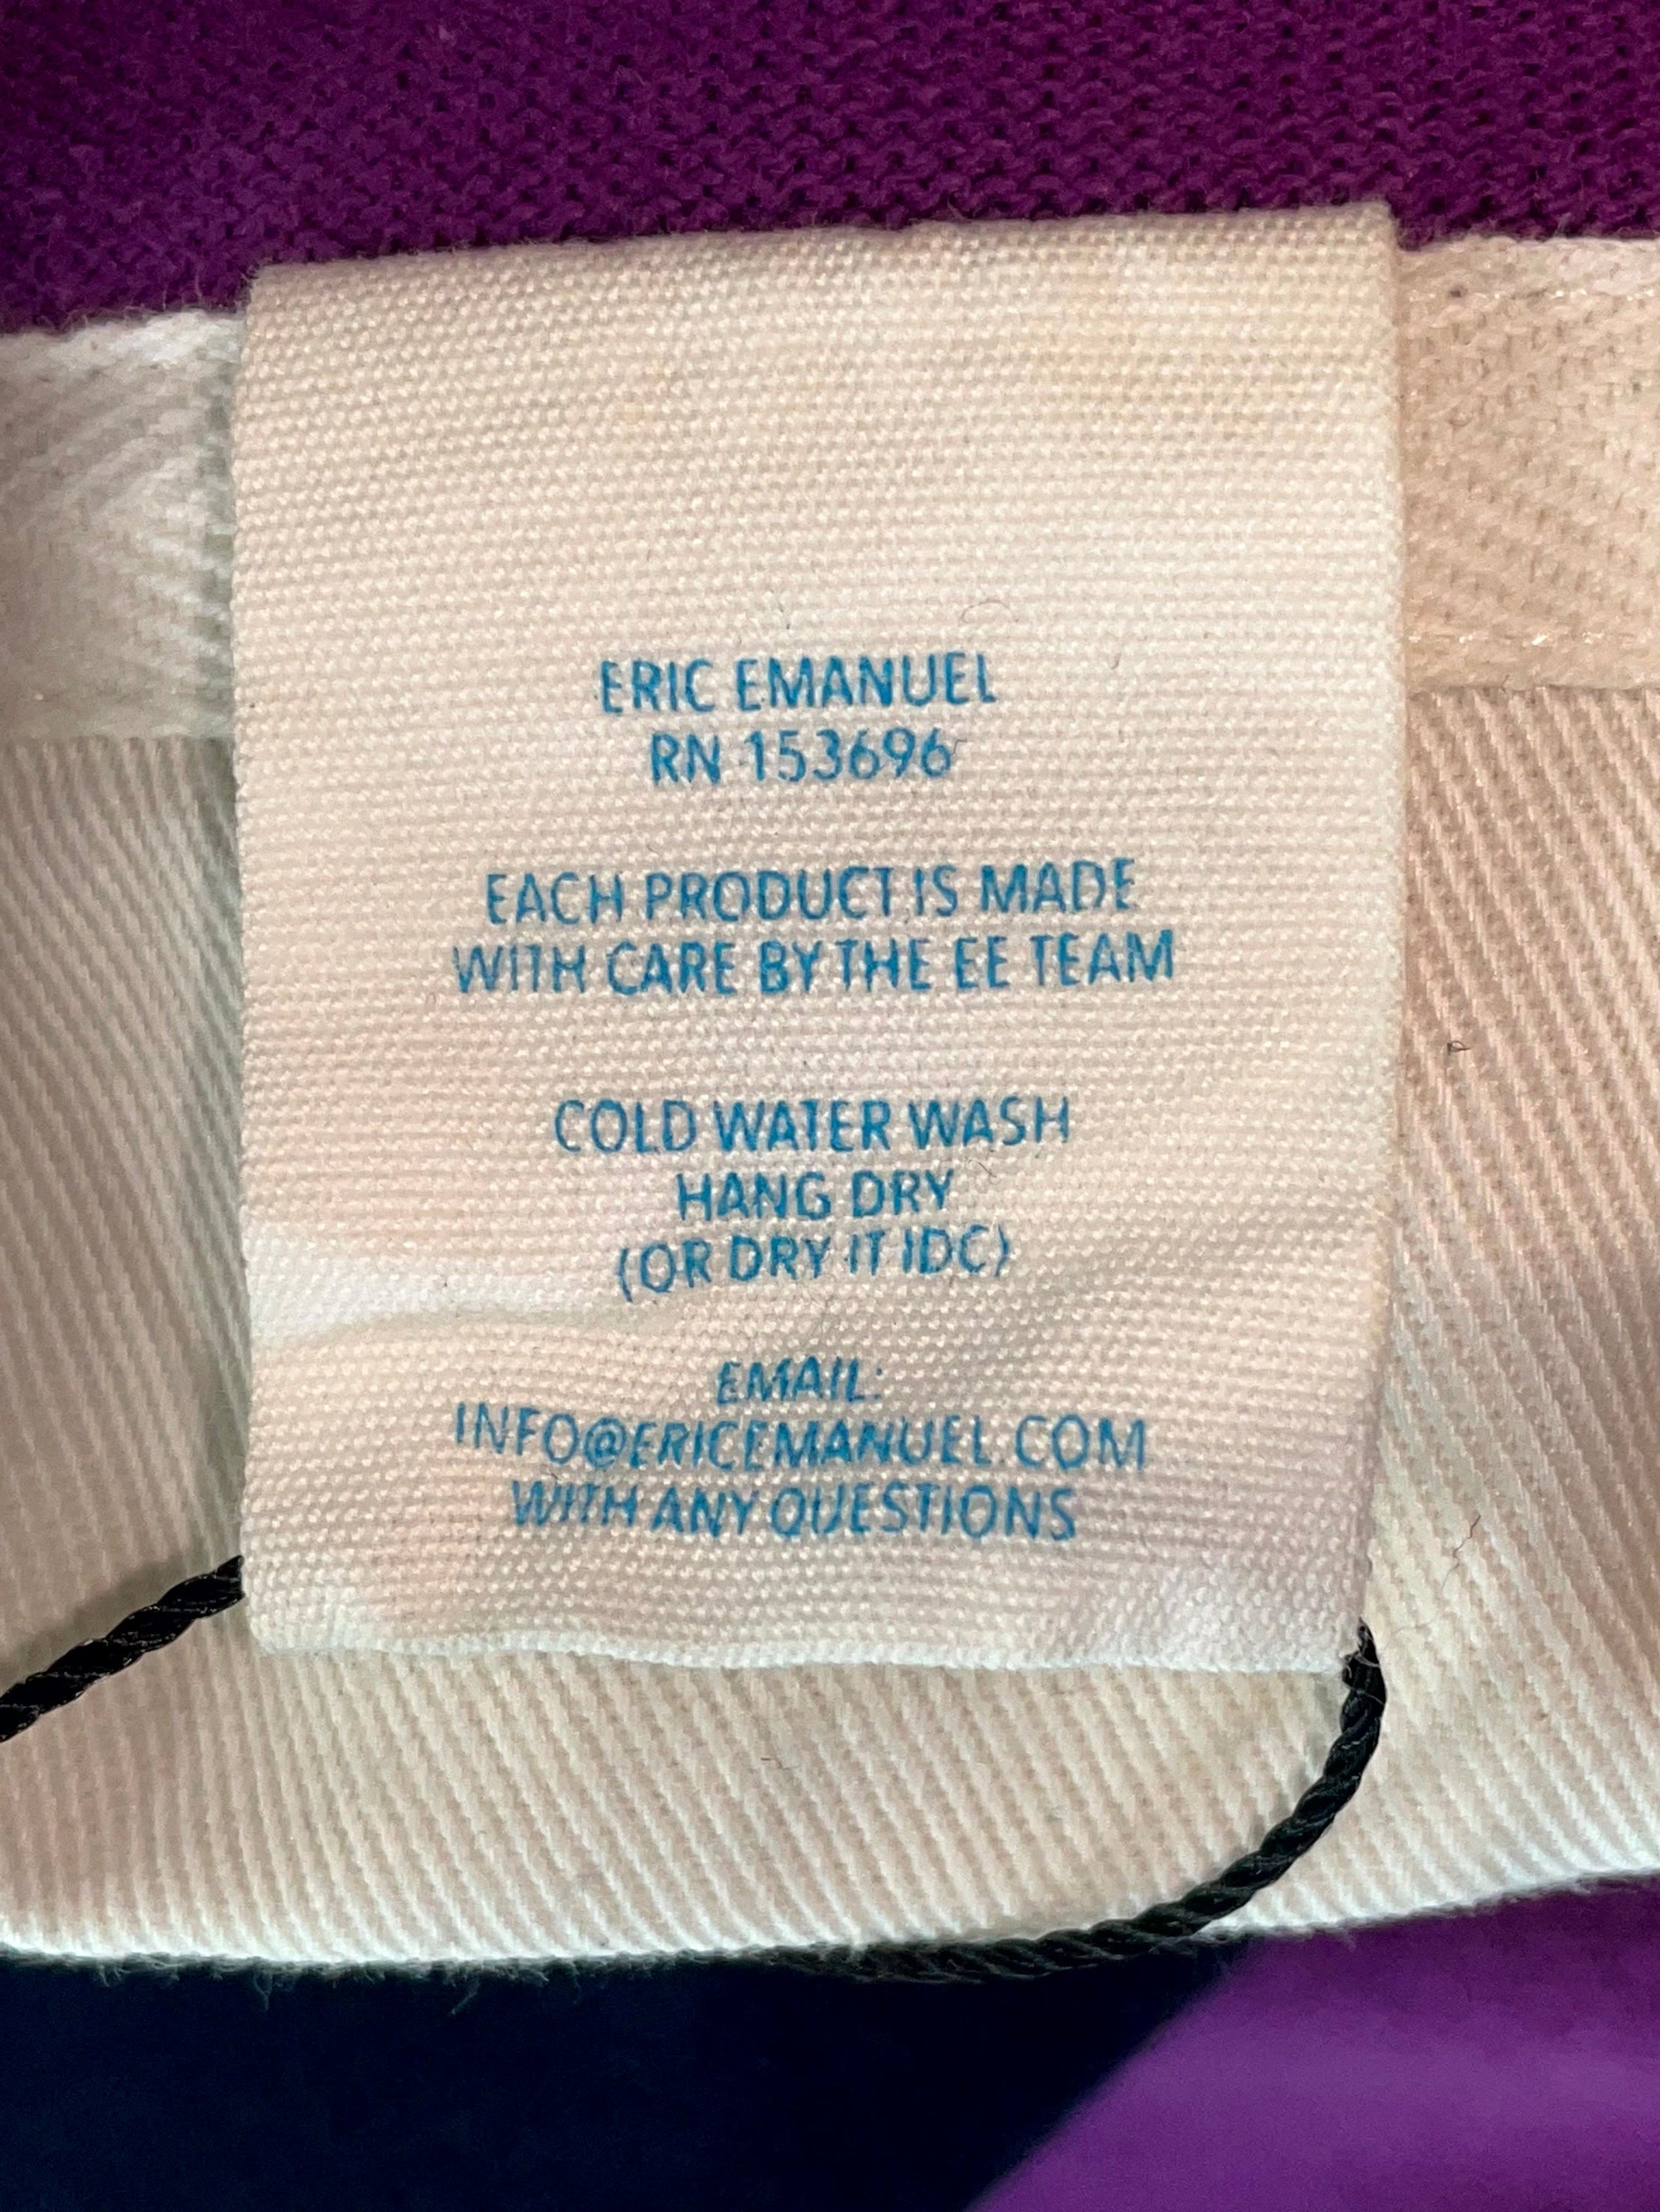 ERIC EMANUEL
RN 153696
EACH PRODUCT IS MADE
WITH CARE BY THE EE TEAM
COLD WATER WASH
HANG DRY
(OR DRY IT IDC)
EMAIL:
INFO@ERICEMANUEL.COM
WITH ANY QUESTIONS